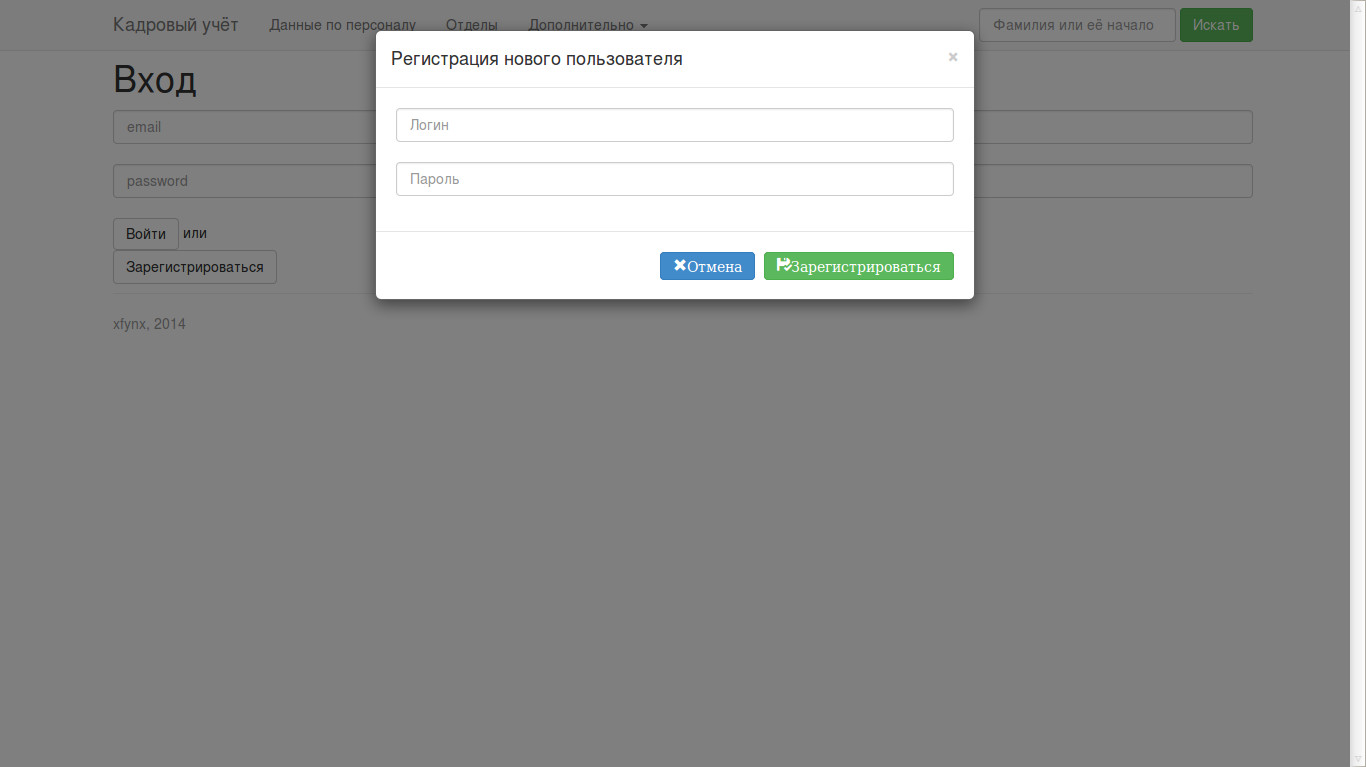 Кадровый учёт Данные по персоналу Отделы Дополнительно Фамилия или её начало Искать
Регистрация нового пользователя ×
Вход
email
Логин
password
Пароль
Войти или
Зарегистрироваться
Отмена Зарегистрироваться
xfynx, 2014